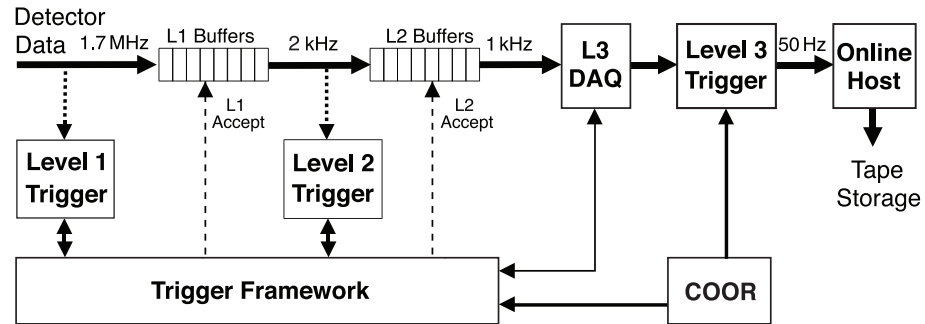 Detector
Data
1.7 MHz
L1 Buffers
2 kHz
L2 Buffers
1 kHz
L3
DAQ
Level 3
Trigger
50 Hz
Online
Host
L1
Accept
L2
Accept
Level 1
Trigger
Level 2
Trigger
Tape
Storage
Trigger Framework
COOR